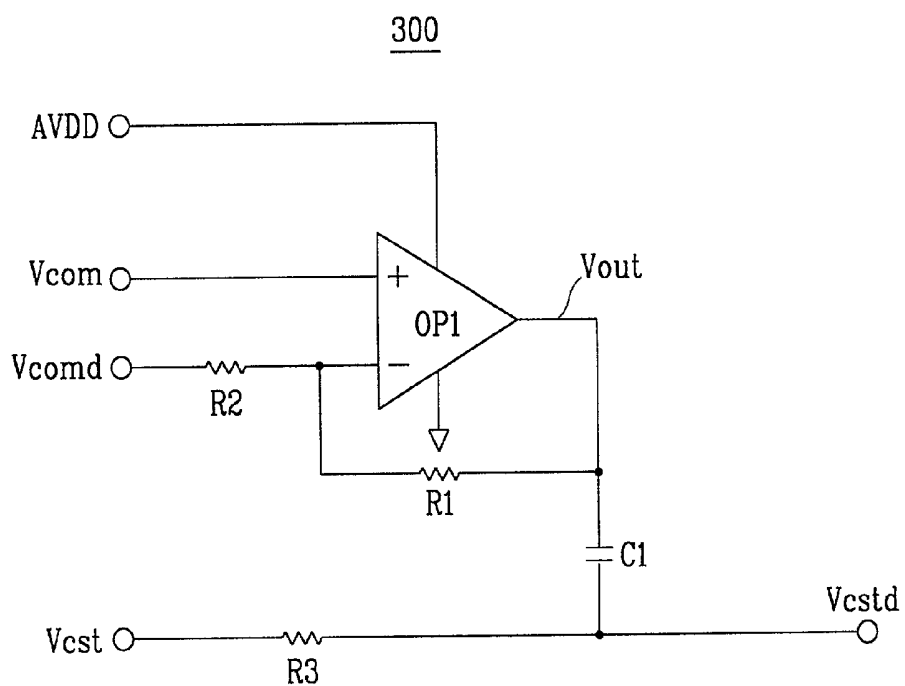 300
AVDD
Vcom
+
OP1
Vout
Vcomd
−
R2
R1
C1
Vcstd
Vcst
R3